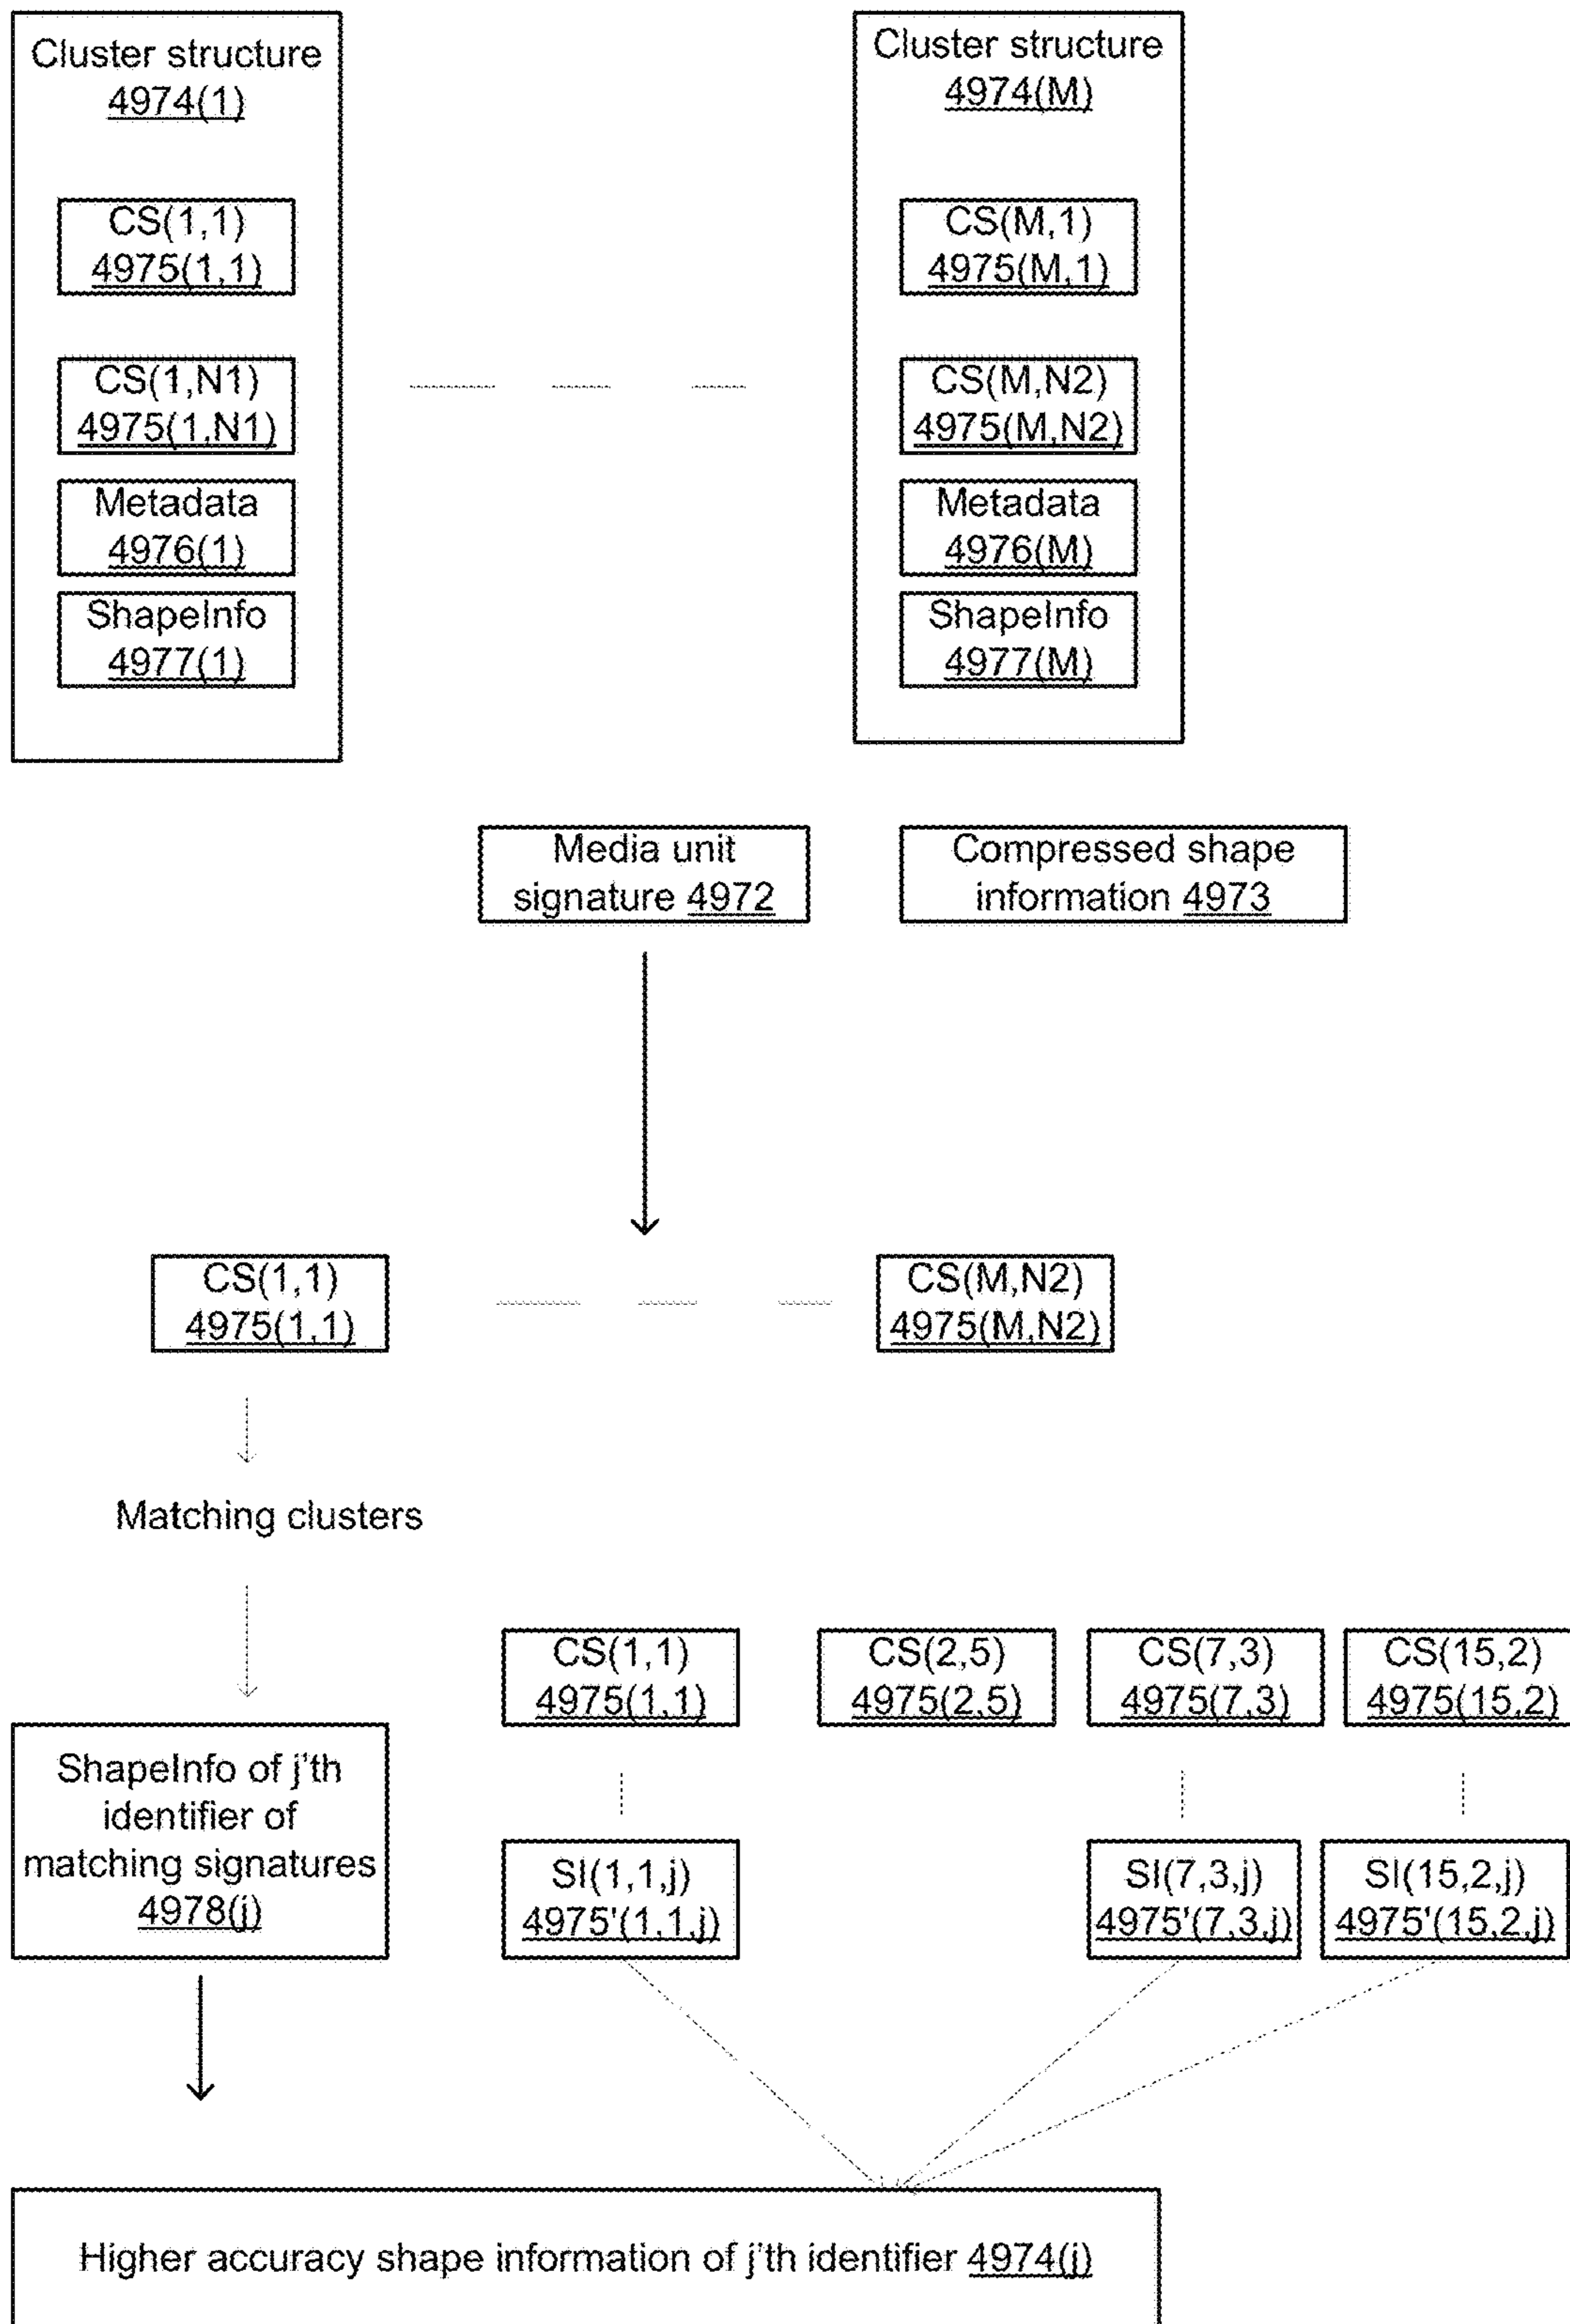 Cluster structure
4974(1)
CS(1,1)
4975(1,1)
CS(1,N1)
4975(1,N1)
Metadata
4976(1)
ShapeInfo
4977(1)
Cluster structure
4974(M)
CS(M,1)
4975(M,1)
CS(M,N2)
4975(M,N2)
Metadata
4976(M)
ShapeInfo
4977(M)
Media unit
signature 4972
Compressed shape
information 4973
CS(1,1)
4975(1,1)
CS(M,N2)
4975(M,N2)
Matching clusters
ShapeInfo of j'th
identifier of
matching signatures
4978(j)
CS(1,1)
4975(1,1)
CS(2,5)
4975(2,5)
CS(7,3)
4975(7,3)
CS(15,2)
4975(15,2)
SI(1,1,j)
4975'(1,1,j)
SI(7,3,j)
4975'(7,3,j)
SI(15,2,j)
4975'(15,2,j)
Higher accuracy shape information of j'th identifier 4974(j)